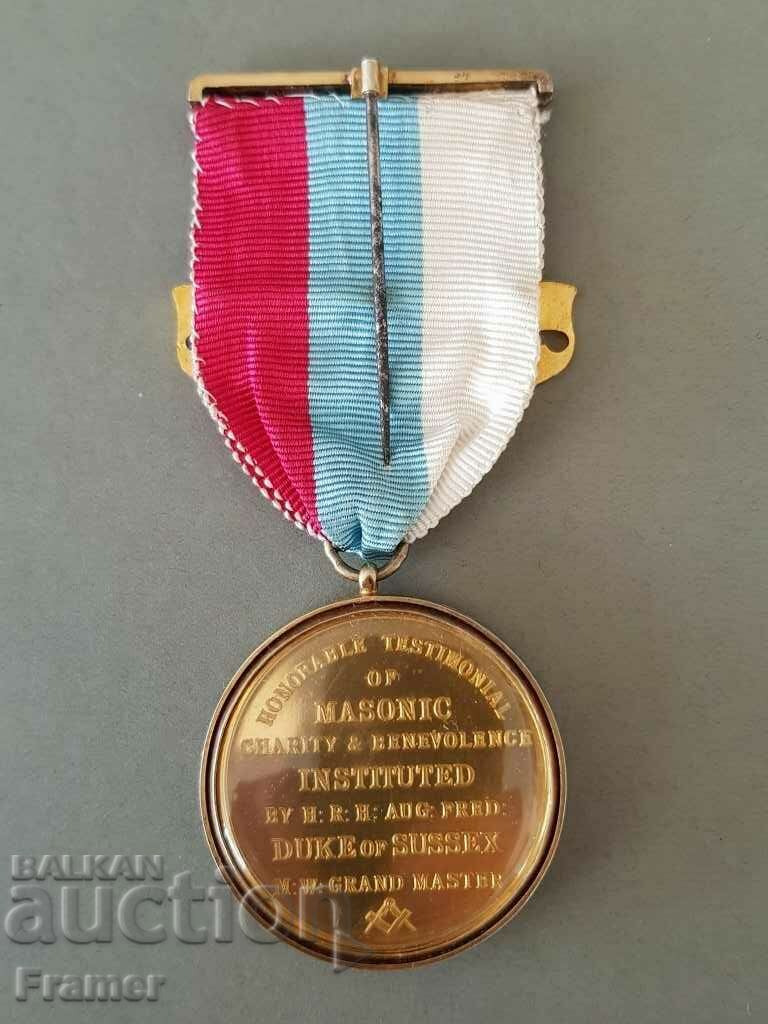 HONORABLE TESTIMONIAL
OF
MASONIC
CHARITY & BENEVOLENCE
INSTITUTED
BY H: R: H: AUG: FRED:
DUKE OF SUSSEX
M: W: GRAND MASTER
BALKAN
auction
Framer